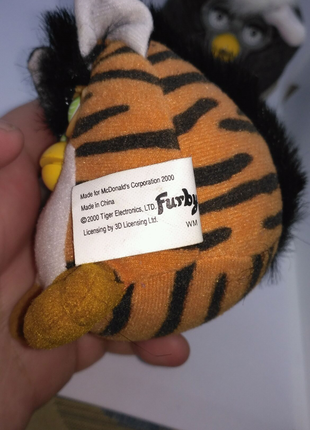 Made for McDonald's Corporation 2000
Made in China
©2000 Tiger Electronics, LTD.
Licensing by 3D Licensing Ltd.
Furby
WM